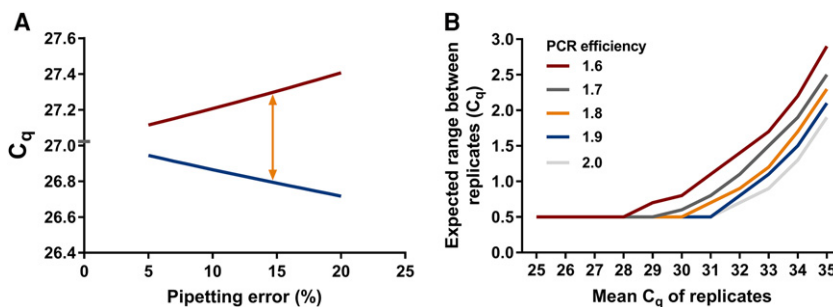 A
27.6
27.4
27.2
27.0
26.8
26.6
26.4
Cq
0
5
10
15
20
25
Pipetting error (%)
B
3.0
2.5
2.0
1.5
1.0
0.5
0.0
Expected range between
replicates (Cq)
PCR efficiency
1.6
1.7
1.8
1.9
2.0
25 26 27 28 29 30 31 32 33 34 35
Mean Cq of replicates